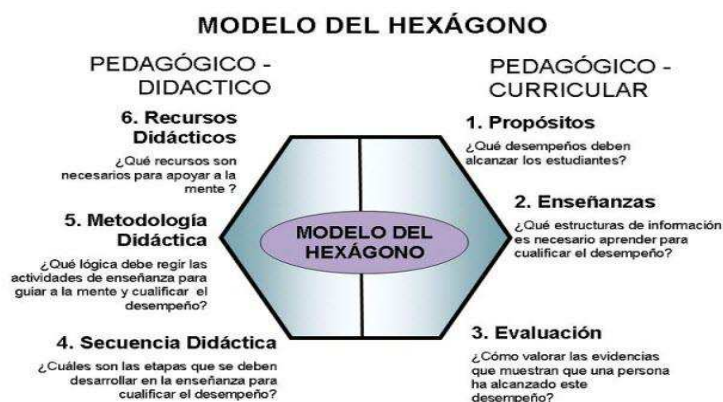 MODELO DEL HEXÁGONO
PEDAGÓGICO -
DIDACTICO
6. Recursos
Didácticos
¿Qué recursos son
necesarios para apoyar a la
mente ?
5. Metodología
Didáctica
¿Qué lógica debe regir las
actividades de enseñanza para
guiar a la mente y cualificar el
desempeño?
4. Secuencia Didáctica
¿Cuáles son las etapas que se deben
desarrollar en la enseñanza para
cualificar el desempeño?
MODELO DEL
HEXÁGONO
PEDAGÓGICO -
CURRICULAR
1. Propósitos
¿Qué desempeños deben
alcanzar los estudiantes?
2. Enseñanzas
¿Qué estructuras de información
es necesario aprender para
cualificar el desempeño?
3. Evaluación
¿Cómo valorar las evidencias
que muestran que una persona
ha alcanzado este
desempeño?